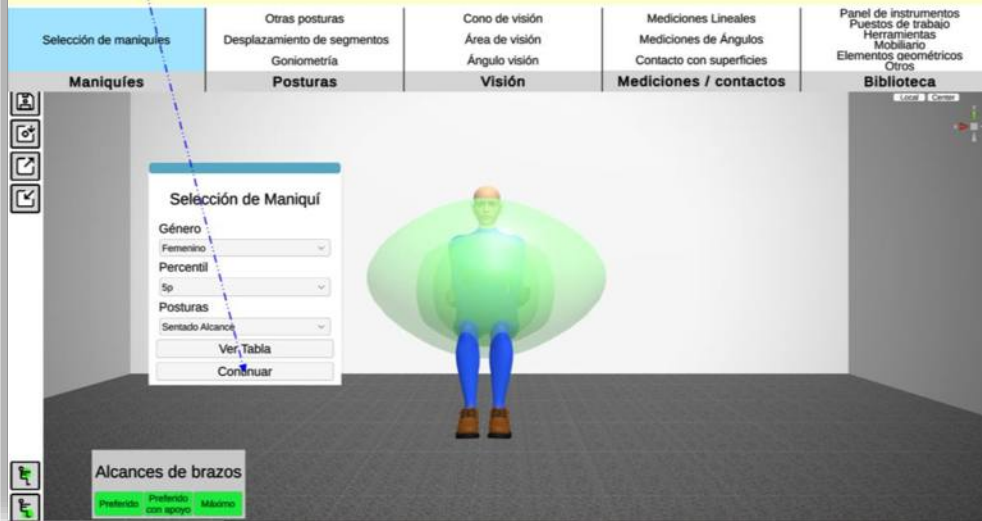 Selección de maniquíes
Otras posturas
Desplazamiento de segmentos
Goniometría
Cono de visión
Área de visión
Ángulo visión
Mediciones Lineales
Mediciones de Ángulos
Contacto con superficies
Panel de instrumentos
Puestos de trabajo
Herramientas
Mobiliario
Elementos geométricos
Otros
Maniquíes
Posturas
Visión
Mediciones / contactos
Biblioteca
Local
Center
Selección de Maniquí
Género
Femenino
Percentil
5p
Posturas
Sentado Alcance
Ver Tabla
Continuar
Alcances de brazos
Preferido
Preferido
con apoyo
Máximo